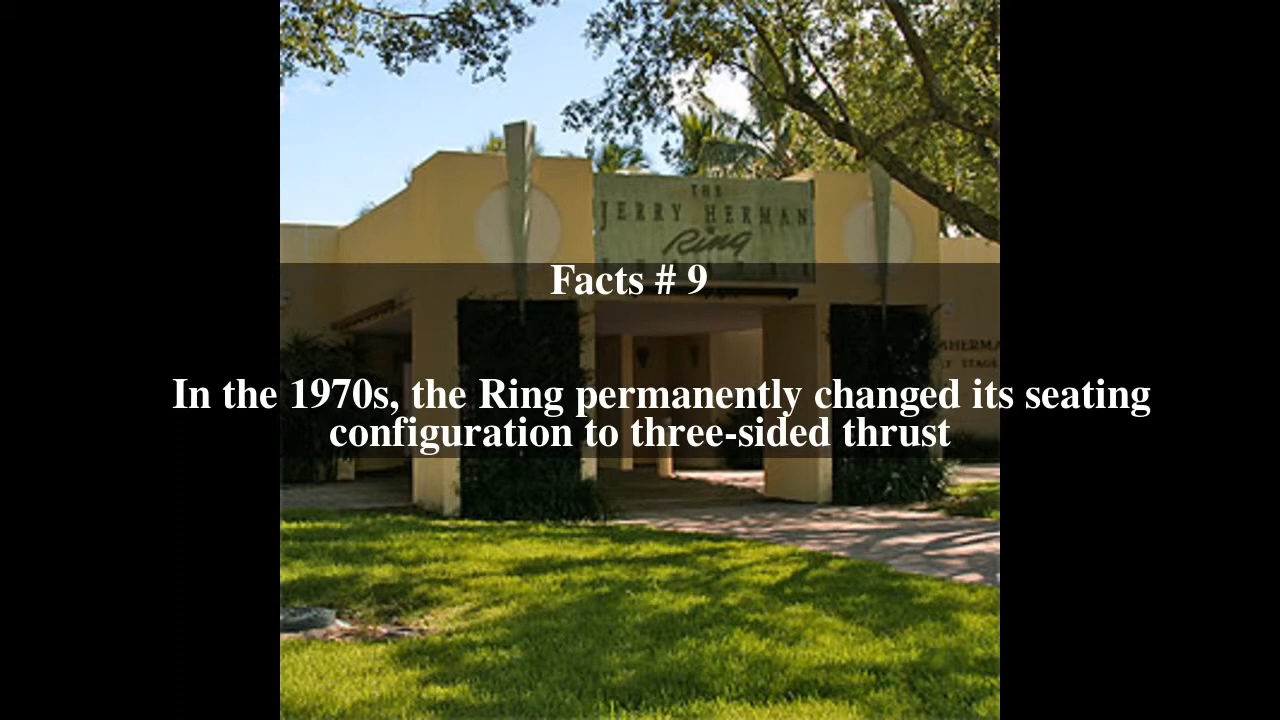 THE
JERRY HERMAN
Ring
Facts # 9
In the 1970s, the Ring permanently changed its seating
configuration to three-sided thrust